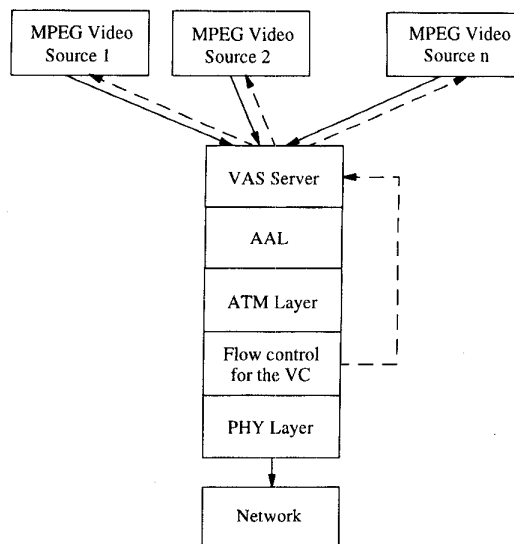 MPEG Video
Source 1
MPEG Video
Source 2
MPEG Video
Source n
VAS Server
AAL
ATM Layer
Flow control
for the VC
PHY Layer
Network